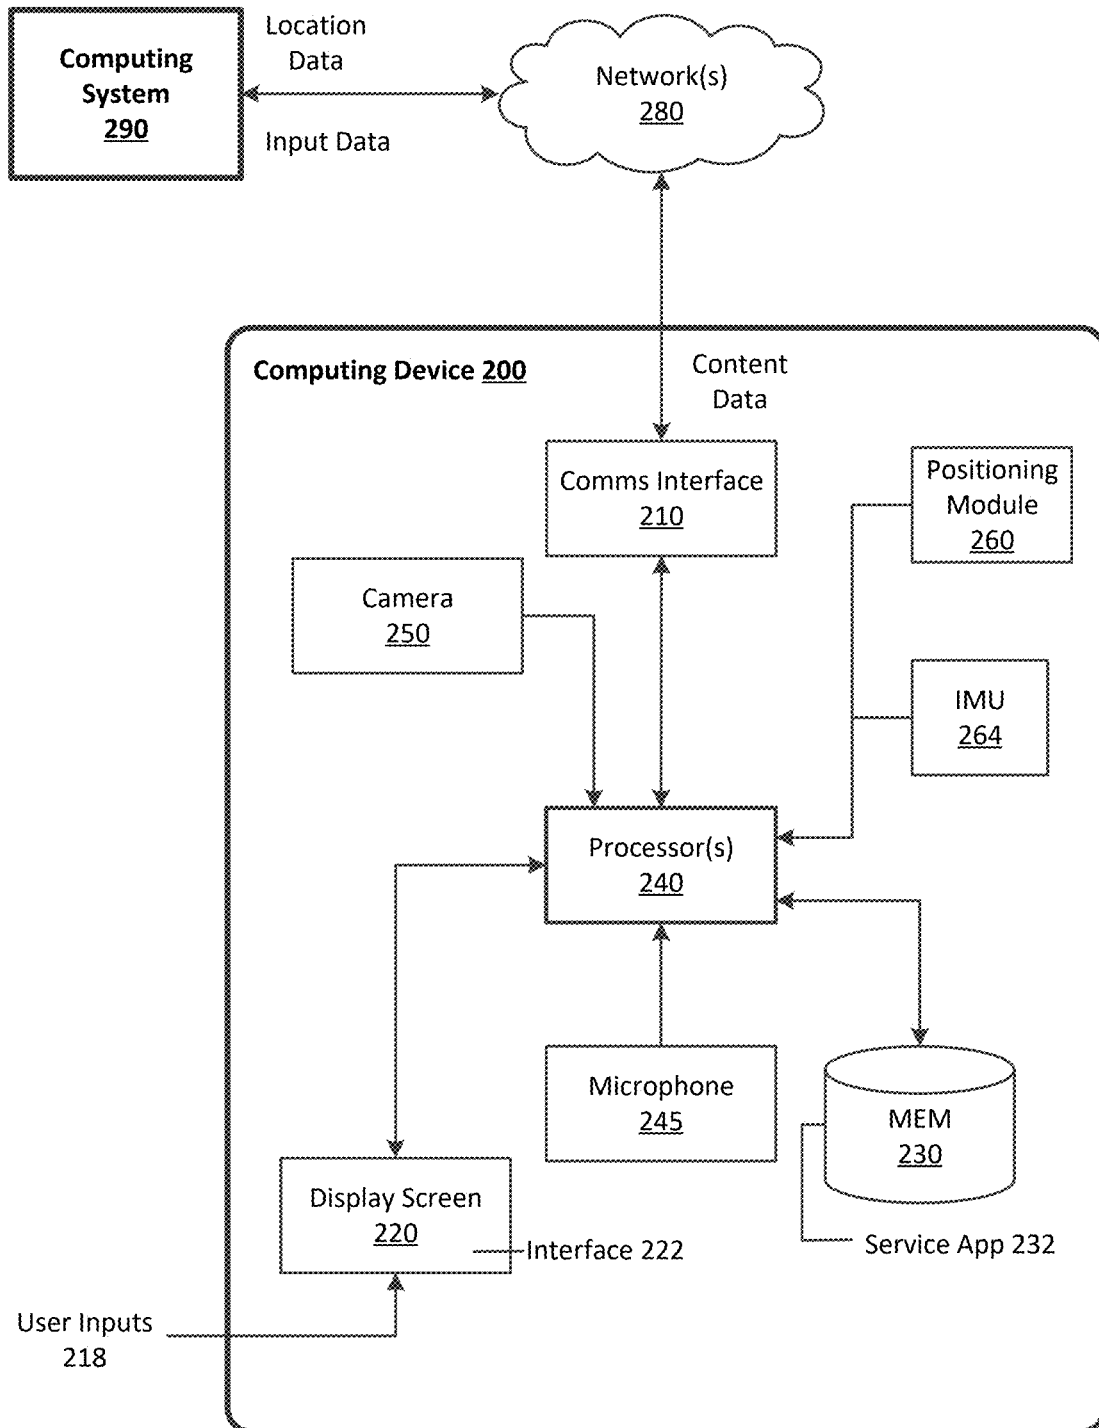 Computing
System
290
Location
Data
Input Data
Network(s)
280
Computing Device 200
Content
Data
Comms Interface
210
Positioning
Module
260
Camera
250
IMU
264
Processor(s)
240
Microphone
245
MEM
230
Display Screen
220
Interface 222
Service App 232
User Inputs
218